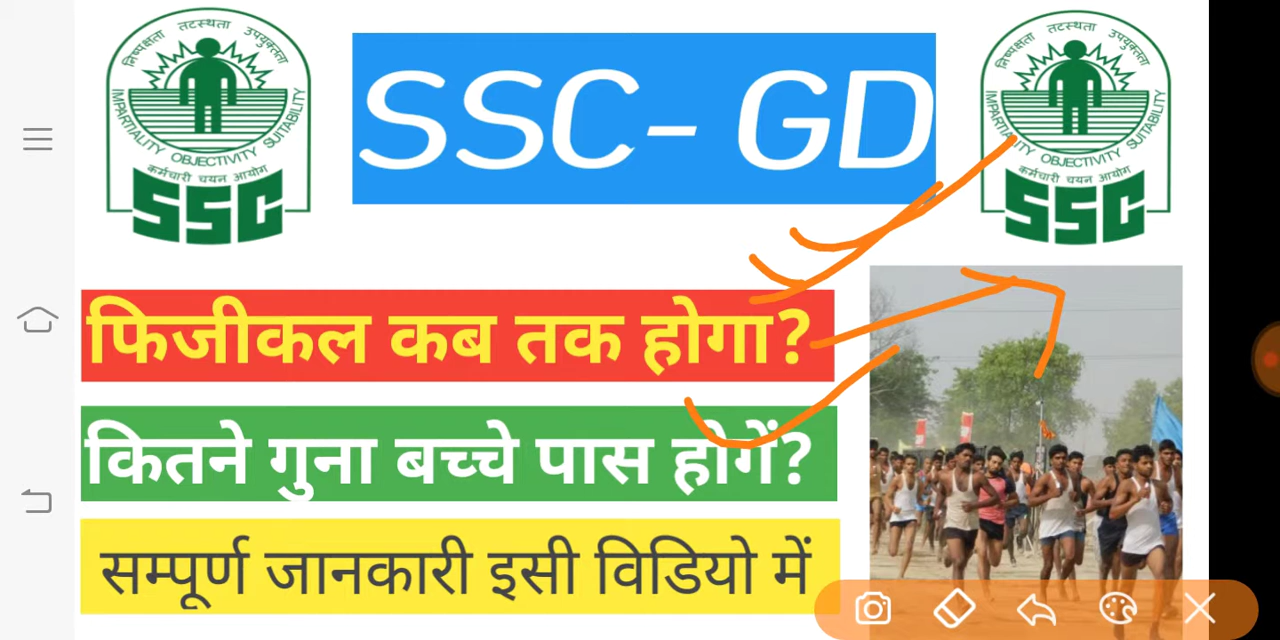 निष्पक्षता तटस्थता उपयुक्तता
IMPARTIALITY OBJECTIVITY SUITABILITY
कर्मचारी चयन आयोग
SSC
SSC- GD
निष्पक्षता तटस्थता उपयुक्तता
IMPARTIALITY OBJECTIVITY SUITABILITY
कर्मचारी चयन आयोग
SSC
फिजीकल कब तक होगा?
कितने गुना बच्चे पास होगें?
सम्पूर्ण जानकारी इसी विडियो में